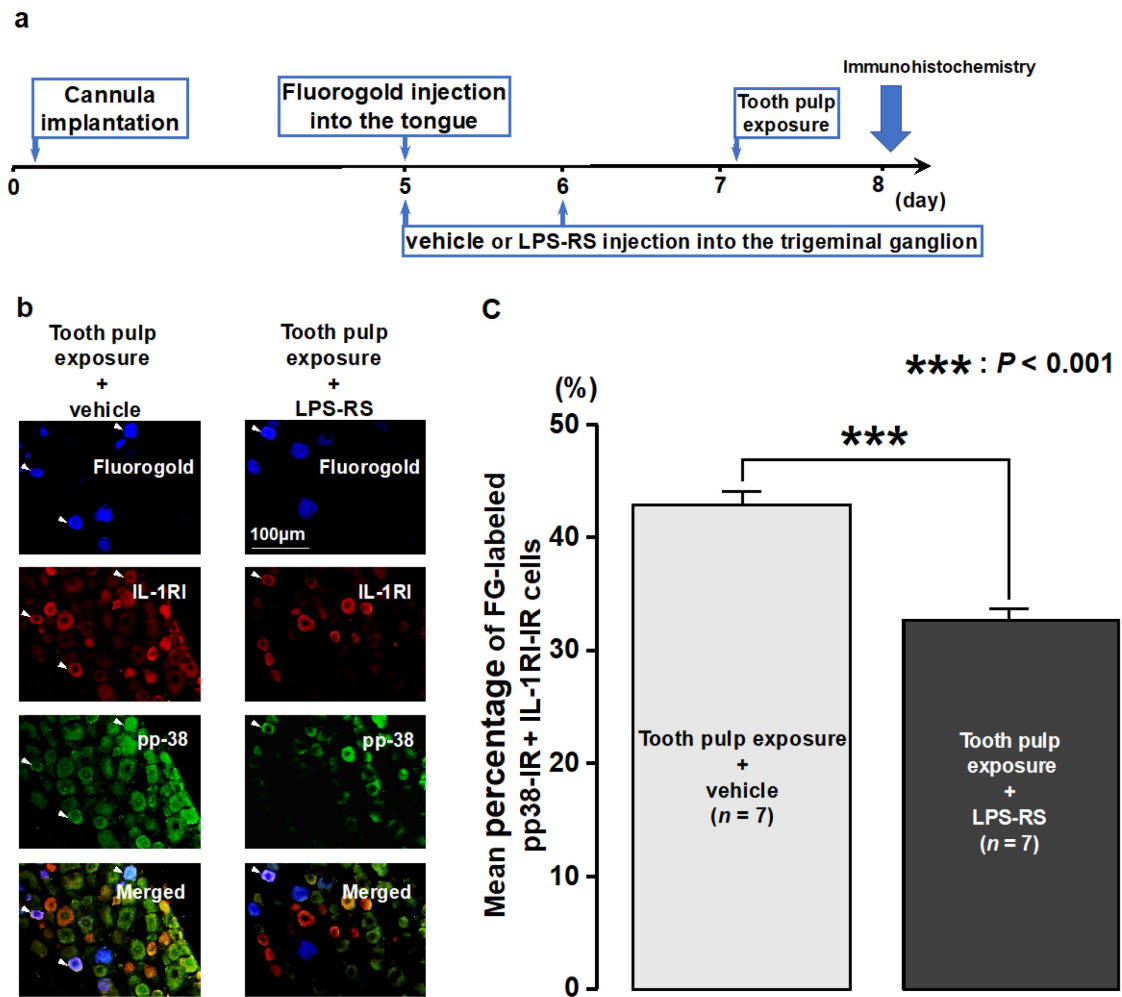 a
Immunohistochemistry
Cannula
implantation
Fluorogold injection
into the tongue
Tooth pulp
exposure
0
5
6
7
8
(day)
vehicle or LPS-RS injection into the trigeminal ganglion
b
Tooth pulp
exposure
+
vehicle
Tooth pulp
exposure
+
LPS-RS
Fluorogold
Fluorogold
100μm
IL-1RI
IL-1RI
pp-38
pp-38
Merged
Merged
C
*** : P < 0.001
(%)
***
50
40
30
20
10
0
Mean percentage of FG-labeled
pp38-IR+ IL-1RI-IR cells
Tooth pulp exposure
+
vehicle
(n = 7)
Tooth pulp
exposure
+
LPS-RS
(n = 7)